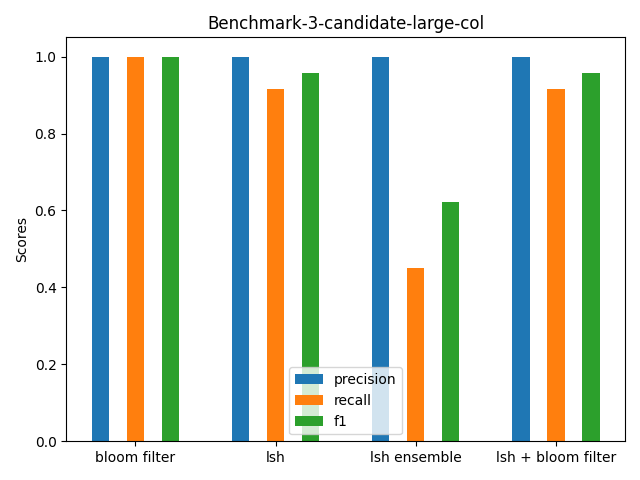 Benchmark-3-candidate-large-col
Scores
1.0
0.8
0.6
0.4
0.2
0.0
precision
recall
f1
bloom filter
lsh
lsh ensemble
lsh + bloom filter